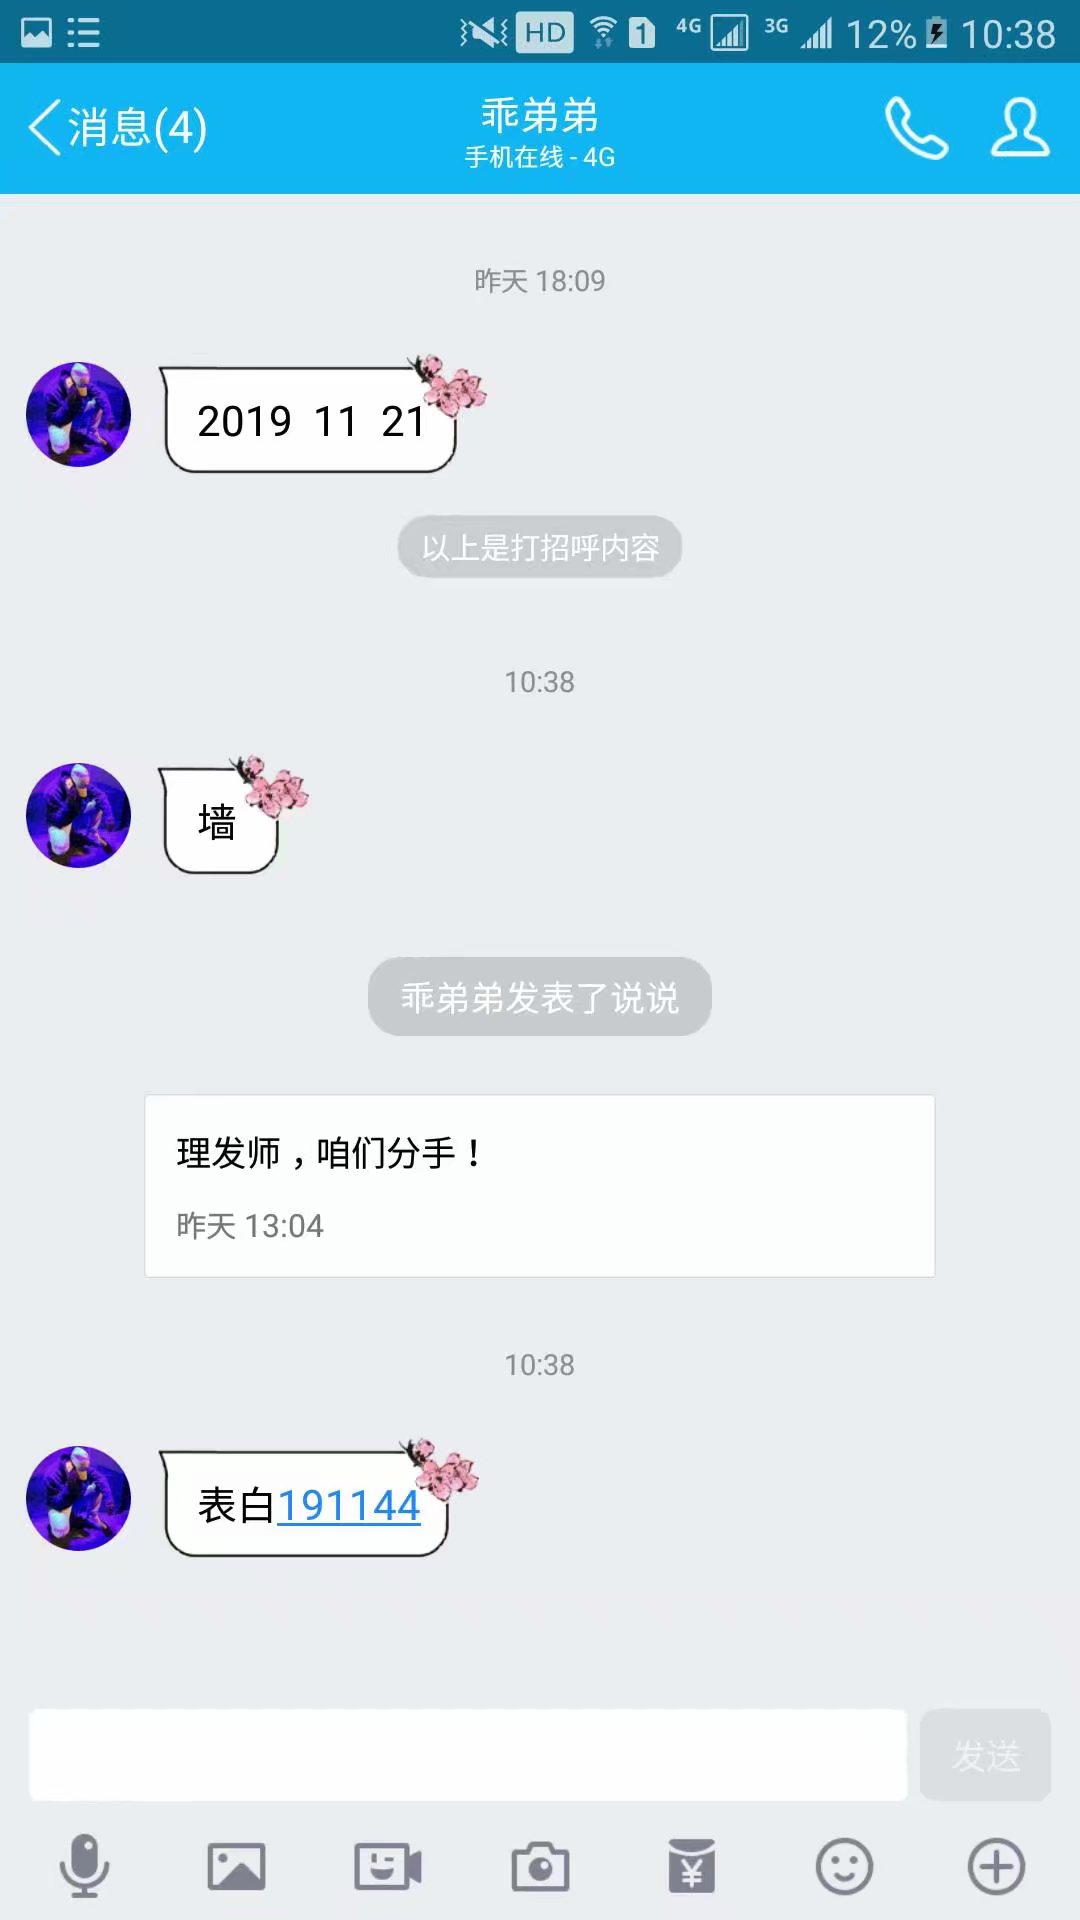 HD 1 4G 3G 12% 10:38
消息(4)
乖弟弟
手机在线 - 4G
昨天 18:09
2019 11 21
以上是打招呼内容
10:38
墙
乖弟弟发表了说说
理发师，咱们分手！
昨天 13:04
10:38
表白191144
发送